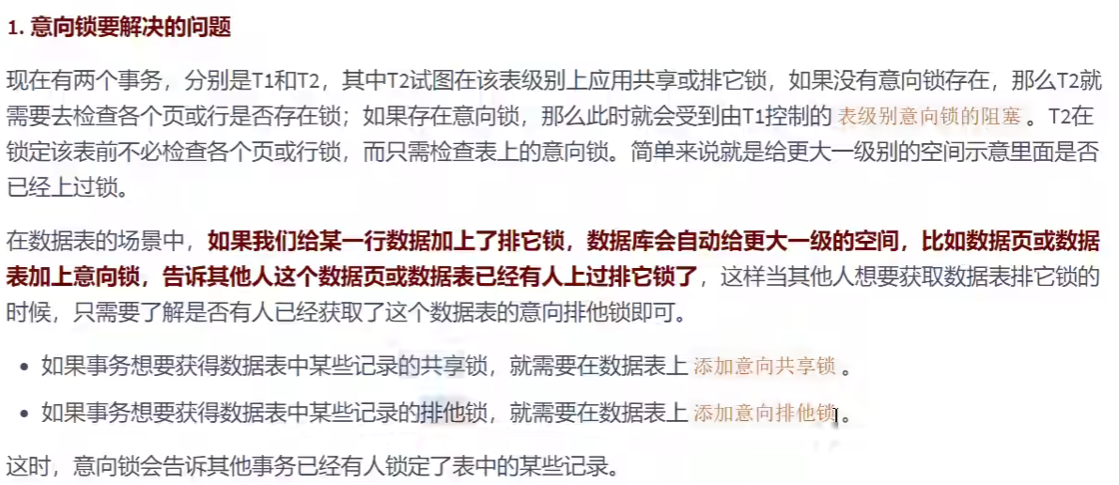 1. 意向锁要解决的问题
现在有两个事务，分别是T1和T2，其中T2试图在该表级别上应用共享或排它锁，如果没有意向锁存在，那么T2就
需要去检查各个页或行是否存在锁；如果存在意向锁，那么此时就会受到由T1控制的 表级别意向锁的阻塞 。T2在
锁定该表前不必检查各个页或行锁，而只需检查表上的意向锁。简单来说就是给更大一级别的空间示意里面是否
已经上过锁。
在数据表的场景中，如果我们给某一行数据加上了排它锁，数据库会自动给更大一级的空间，比如数据页或数据
表加上意向锁，告诉其他人这个数据页或数据表已经有人上过排它锁了，这样当其他人想要获取数据表排它锁的
时候，只需要了解是否有人已经获取了这个数据表的意向排他锁即可。
• 如果事务想要获得数据表中某些记录的共享锁，就需要在数据表上 添加意向共享锁 。
• 如果事务想要获得数据表中某些记录的排他锁，就需要在数据表上 添加意向排他锁 。
这时，意向锁会告诉其他事务已经有人锁定了表中的某些记录。